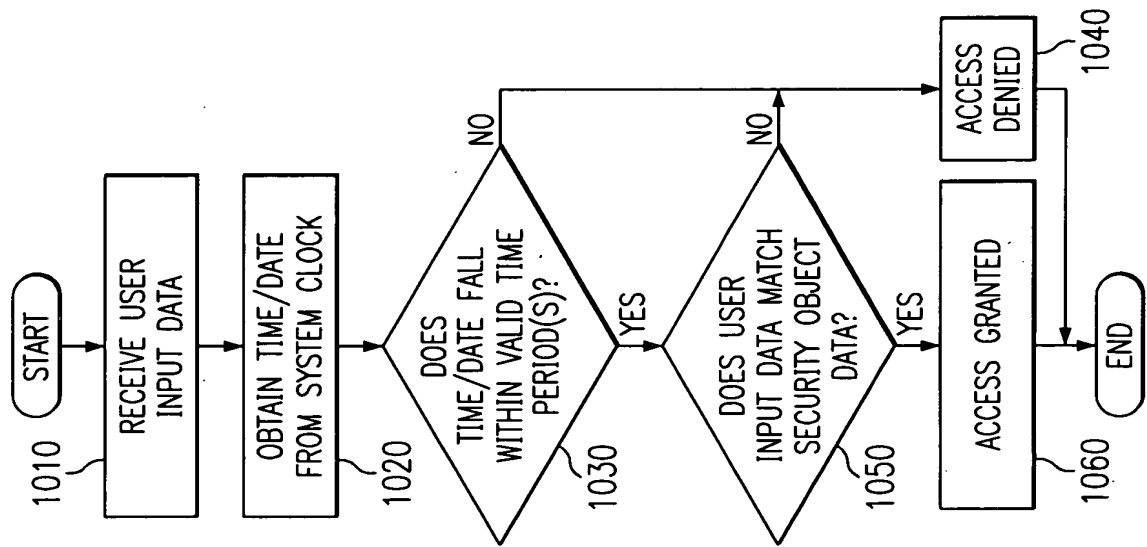 START
1010
RECEIVE USER
INPUT DATA
1020
OBTAIN TIME/DATE
FROM SYSTEM CLOCK
1030
DOES
TIME/DATE FALL
WITHIN VALID TIME
PERIOD(S)?
NO
YES
1050
DOES USER
INPUT DATA MATCH
SECURITY OBJECT
DATA?
NO
YES
1060
ACCESS GRANTED
ACCESS
DENIED
1040
END